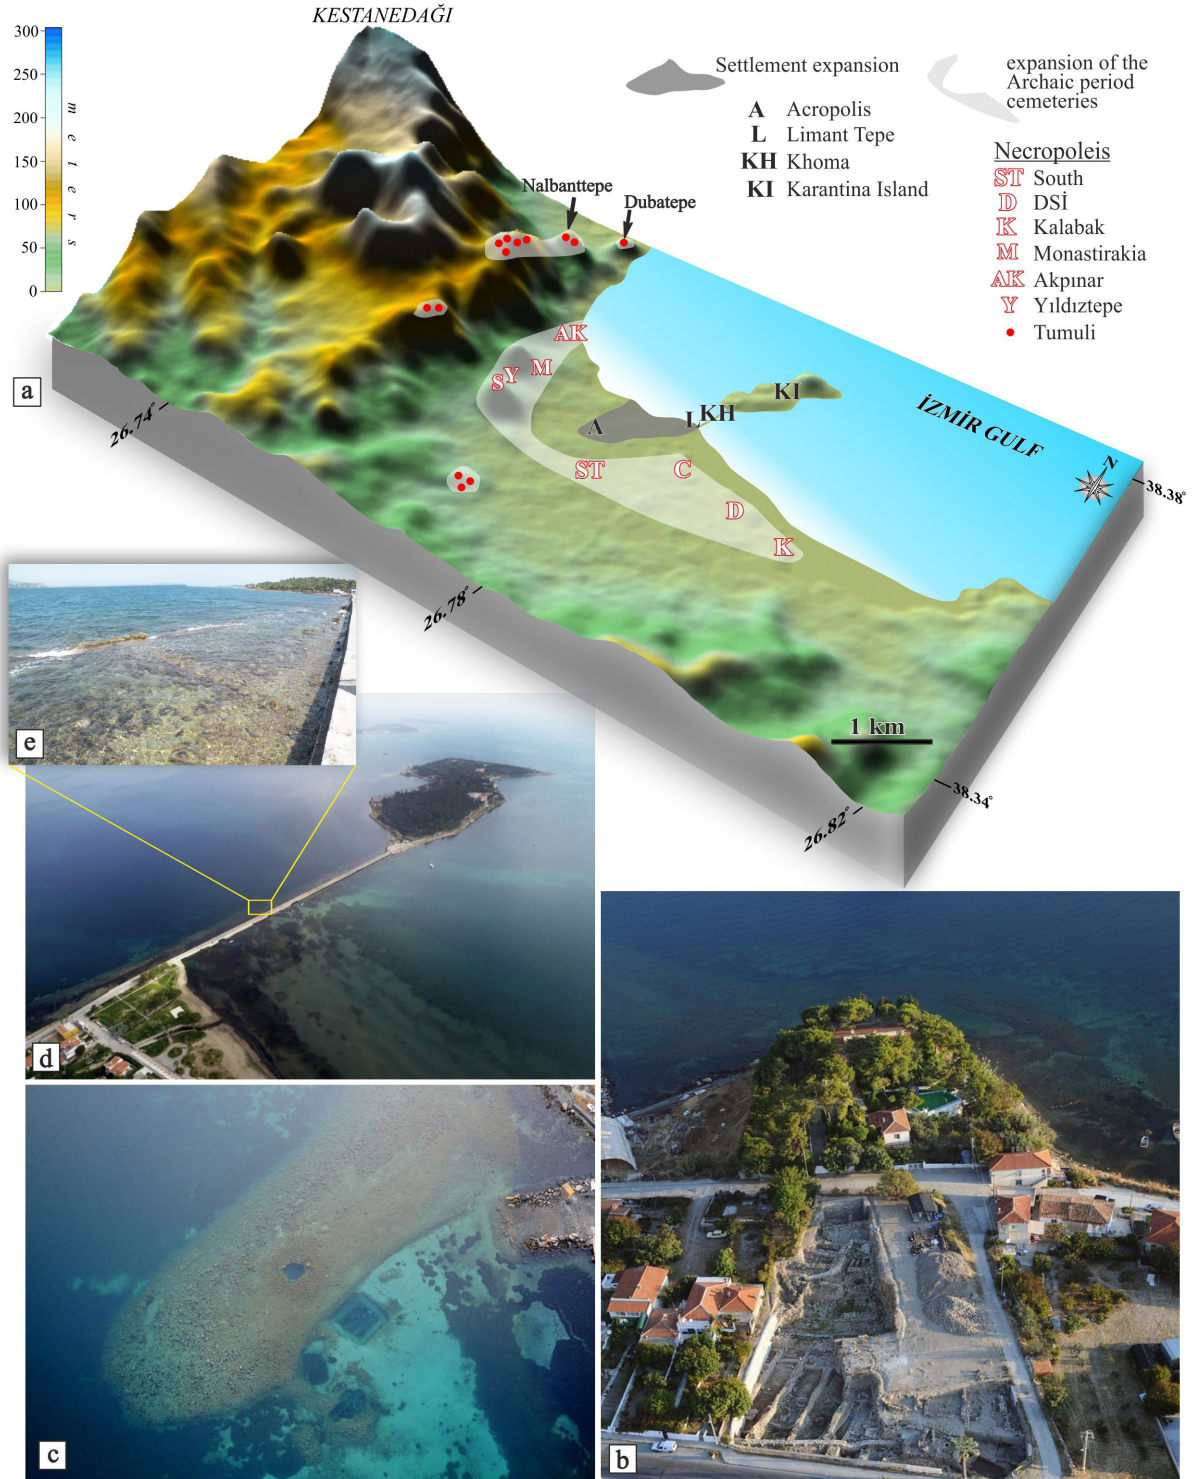 KESTANEDAĞI
300
250
200
150
100
50
0
meters
Settlement expansion
A Acropolis
L Limant Tepe
KH Khoma
KI Karantina Island
expansion of the
Archaic period
cemeteries
Necropoleis
ST South
D DSİ
K Kalabak
M Monastirakia
AK Akpınar
Y Yıldıztepe
Tumuli
Nalbanttepe
Dubatepe
AK
M
S Y
A
L KH
KI
ST
C
D
K
İZMİR GULF
N
38.38°
38.34°
26.74°
26.78°
26.82°
1 km
a
e
d
c
b